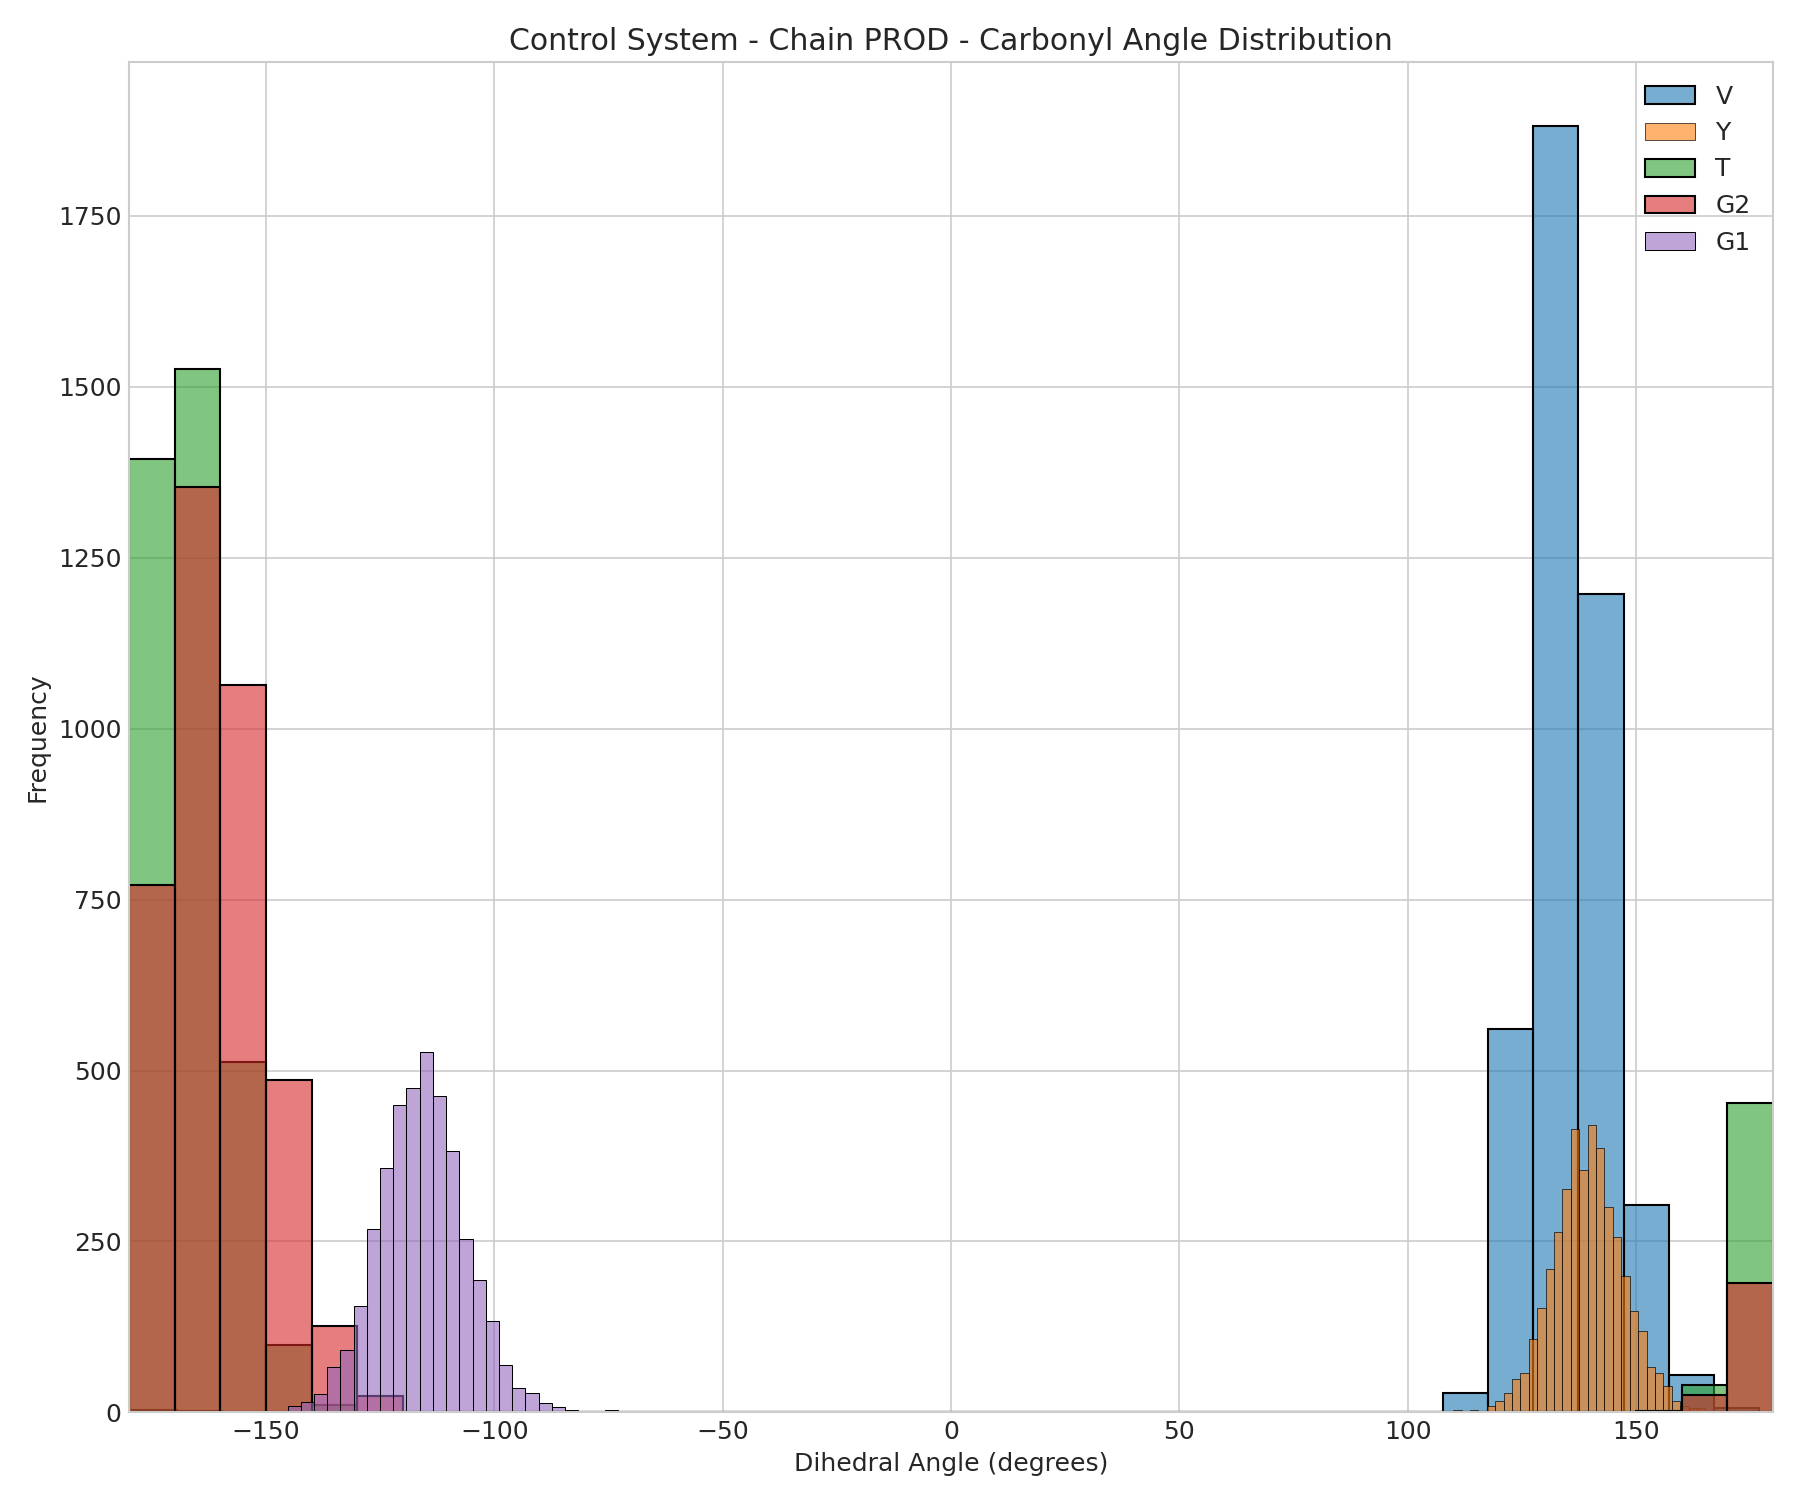 Control System - Chain PROD - Carbonyl Angle Distribution
V
Y
T
G2
G1
1750
1500
1250
1000
750
500
250
0
Frequency
−150
−100
−50
0
50
100
150
Dihedral Angle (degrees)